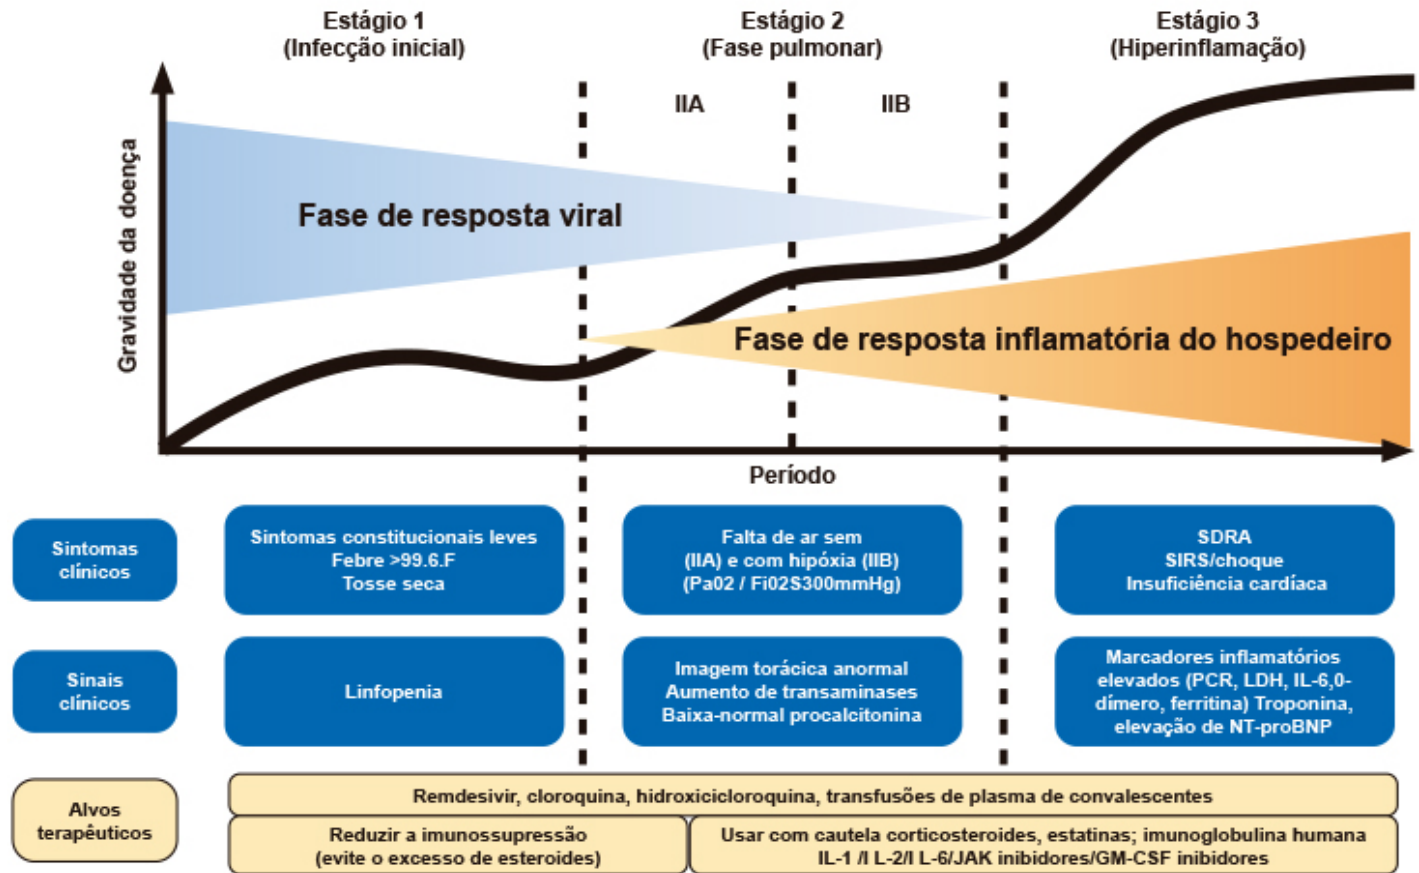 Estágio 1
(Infecção inicial)
Estágio 2
(Fase pulmonar)
Estágio 3
(Hiperinflamação)
IIA
IIB
Gravidade da doença
Fase de resposta viral
Fase de resposta inflamatória do hospedeiro
Período
Sintomas
clínicos
Sintomas constitucionais leves
Febre >99.6.F
Tosse seca
Falta de ar sem
(IIA) e com hipóxia (IIB)
(Pa02 / Fi02S300mmHg)
SDRA
SIRS/choque
Insuficiência cardíaca
Sinais
clínicos
Linfopenia
Imagem torácica anormal
Aumento de transaminases
Baixa-normal procalcitonina
Marcadores inflamatórios
elevados (PCR, LDH, IL-6,0-
dímero, ferritina) Troponina,
elevação de NT-proBNP
Alvos
terapêuticos
Remdesivir, cloroquina, hidroxicicloroquina, transfusões de plasma de convalescentes
Reduzir a imunossupressão
(evite o excesso de esteroides)
Usar com cautela corticosteroides, estatinas; imunoglobulina humana
IL-1 /I L-2/I L-6/JAK inibidores/GM-CSF inibidores